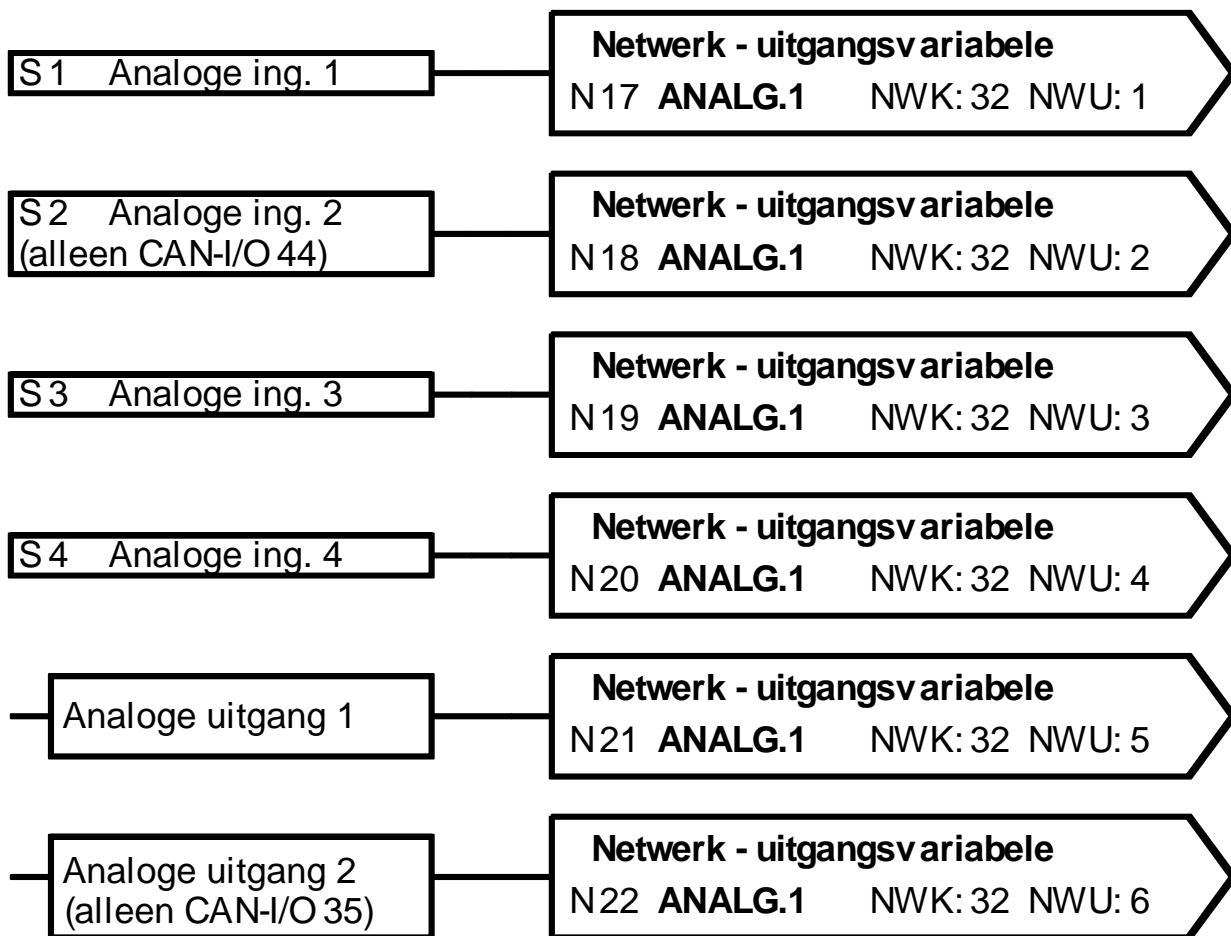 Netwerk - uitgangsvariabele
S1 Analoge ing. 1
N17 ANALG.1 NWK: 32 NWU: 1
Netwerk - uitgangsvariabele
S2 Analoge ing. 2
(alleen CAN-I/O 44)
N18 ANALG.1 NWK: 32 NWU: 2
Netwerk - uitgangsvariabele
S3 Analoge ing. 3
N19 ANALG.1 NWK: 32 NWU: 3
Netwerk - uitgangsvariabele
S4 Analoge ing. 4
N20 ANALG.1 NWK: 32 NWU: 4
Netwerk - uitgangsvariabele
Analoge uitgang 1
N21 ANALG.1 NWK: 32 NWU: 5
Netwerk - uitgangsvariabele
Analoge uitgang 2
(alleen CAN-I/O 35)
N22 ANALG.1 NWK: 32 NWU: 6